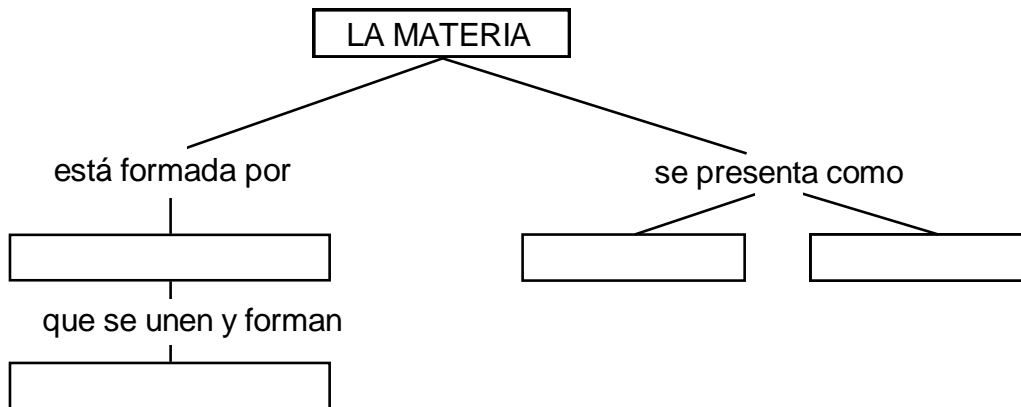 LA MATERIA
está formada por
se presenta como
que se unen y forman